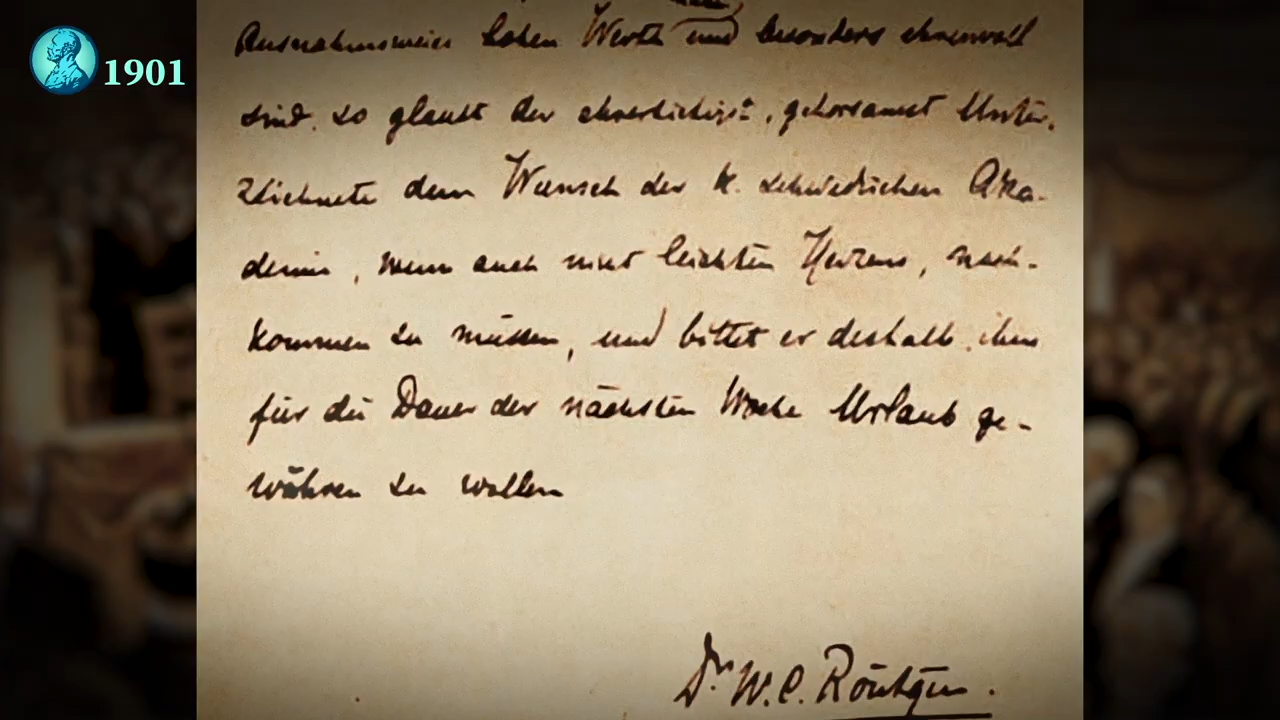 1901
Ausnahmsweise hohen Werth und besonders ehrenvoll
sind, so glaubt der ehrerbietigst, gehorsamst Unter-
zeichnete dem Wunsch der k. schwedischen Aka-
demie, wenn auch nicht leichten Herzens, nach-
kommen zu müssen, und bittet er deshalb, ihm
für die Dauer der nächsten Woche Urlaub ge-
währen zu wollen
Dr. W. C. Röntgen.